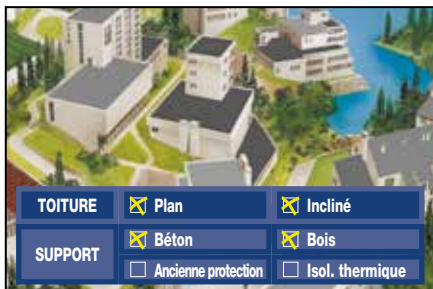 TOITURE Plan Incliné
SUPPORT Béton Bois
Ancienne protection Isol. thermique